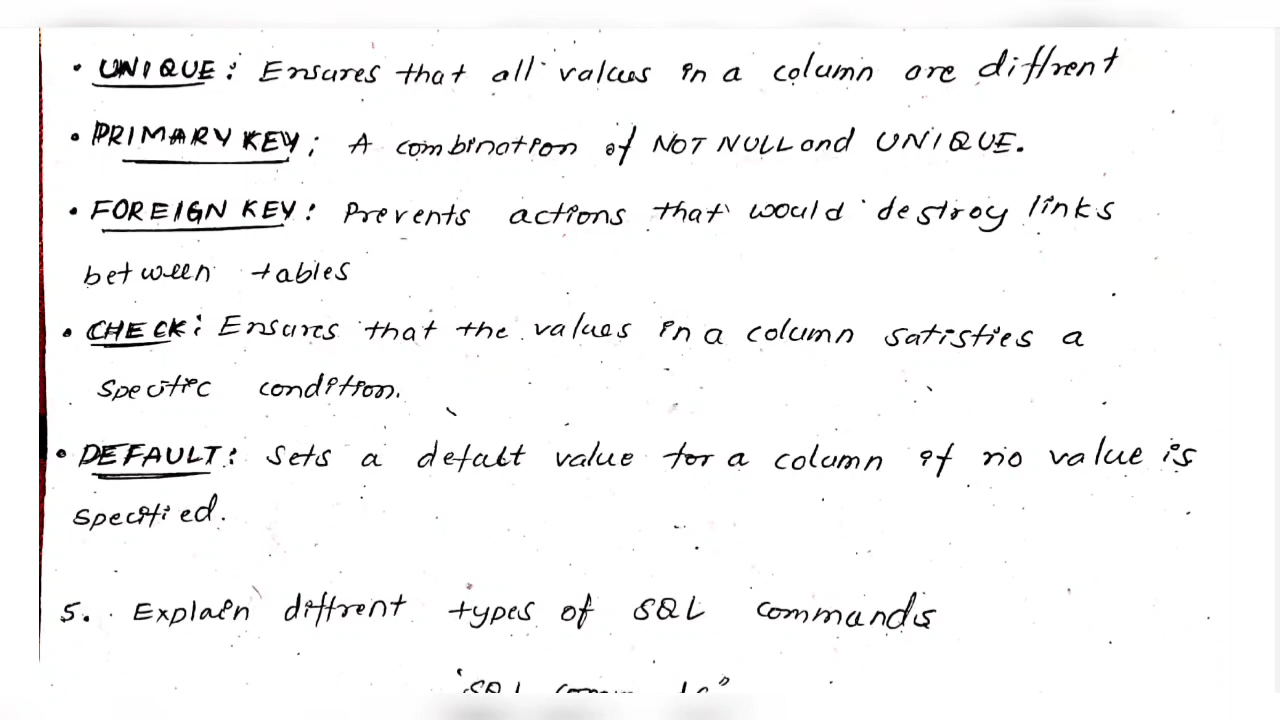 • UNIQUE: Ensures that all values in a column are diffrent
• PRIMARY KEY: A combination of NOT NULL and UNIQUE.
• FOREIGN KEY: Prevents actions that would destroy links
between tables
• CHECK: Ensures that the values in a column satisfies a
specific condition.
• DEFAULT: Sets a defalt value for a column if no value is
specified.
5. Explain diffrent types of SQL commands
"SQL